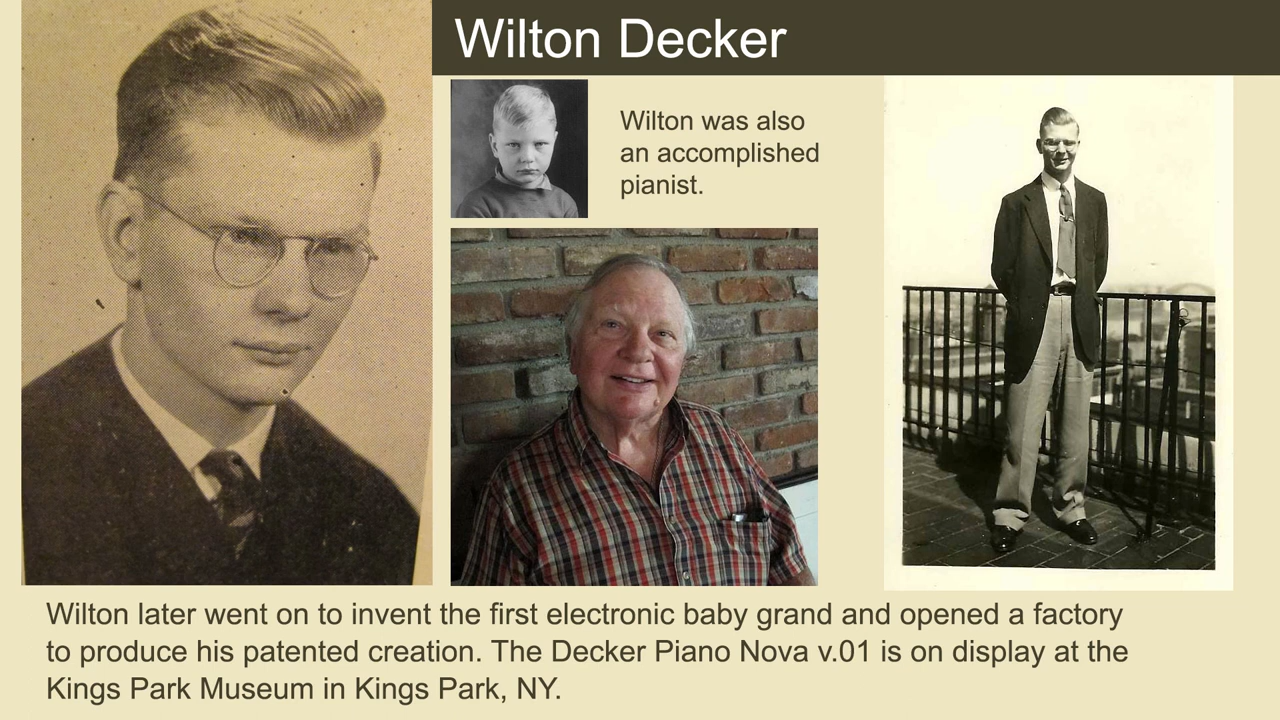 Wilton Decker
Wilton was also
an accomplished
pianist.
Wilton later went on to invent the first electronic baby grand and opened a factory
to produce his patented creation. The Decker Piano Nova v.01 is on display at the
Kings Park Museum in Kings Park, NY.